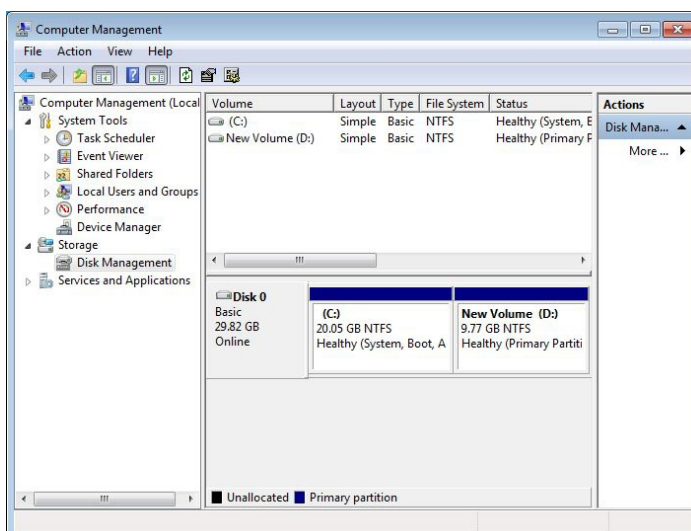 Computer Management
File Action View Help
Computer Management (Local
System Tools
Task Scheduler
Event Viewer
Shared Folders
Local Users and Groups
Performance
Device Manager
Storage
Disk Management
Services and Applications
Volume Layout Type File System Status
(C:) Simple Basic NTFS Healthy (System, E
New Volume (D:) Simple Basic NTFS Healthy (Primary F
Disk 0
Basic
29.82 GB
Online
(C:)
20.05 GB NTFS
Healthy (System, Boot, A
New Volume (D:)
9.77 GB NTFS
Healthy (Primary Partiti
Unallocated Primary partition
Actions
Disk Mana...
More ...